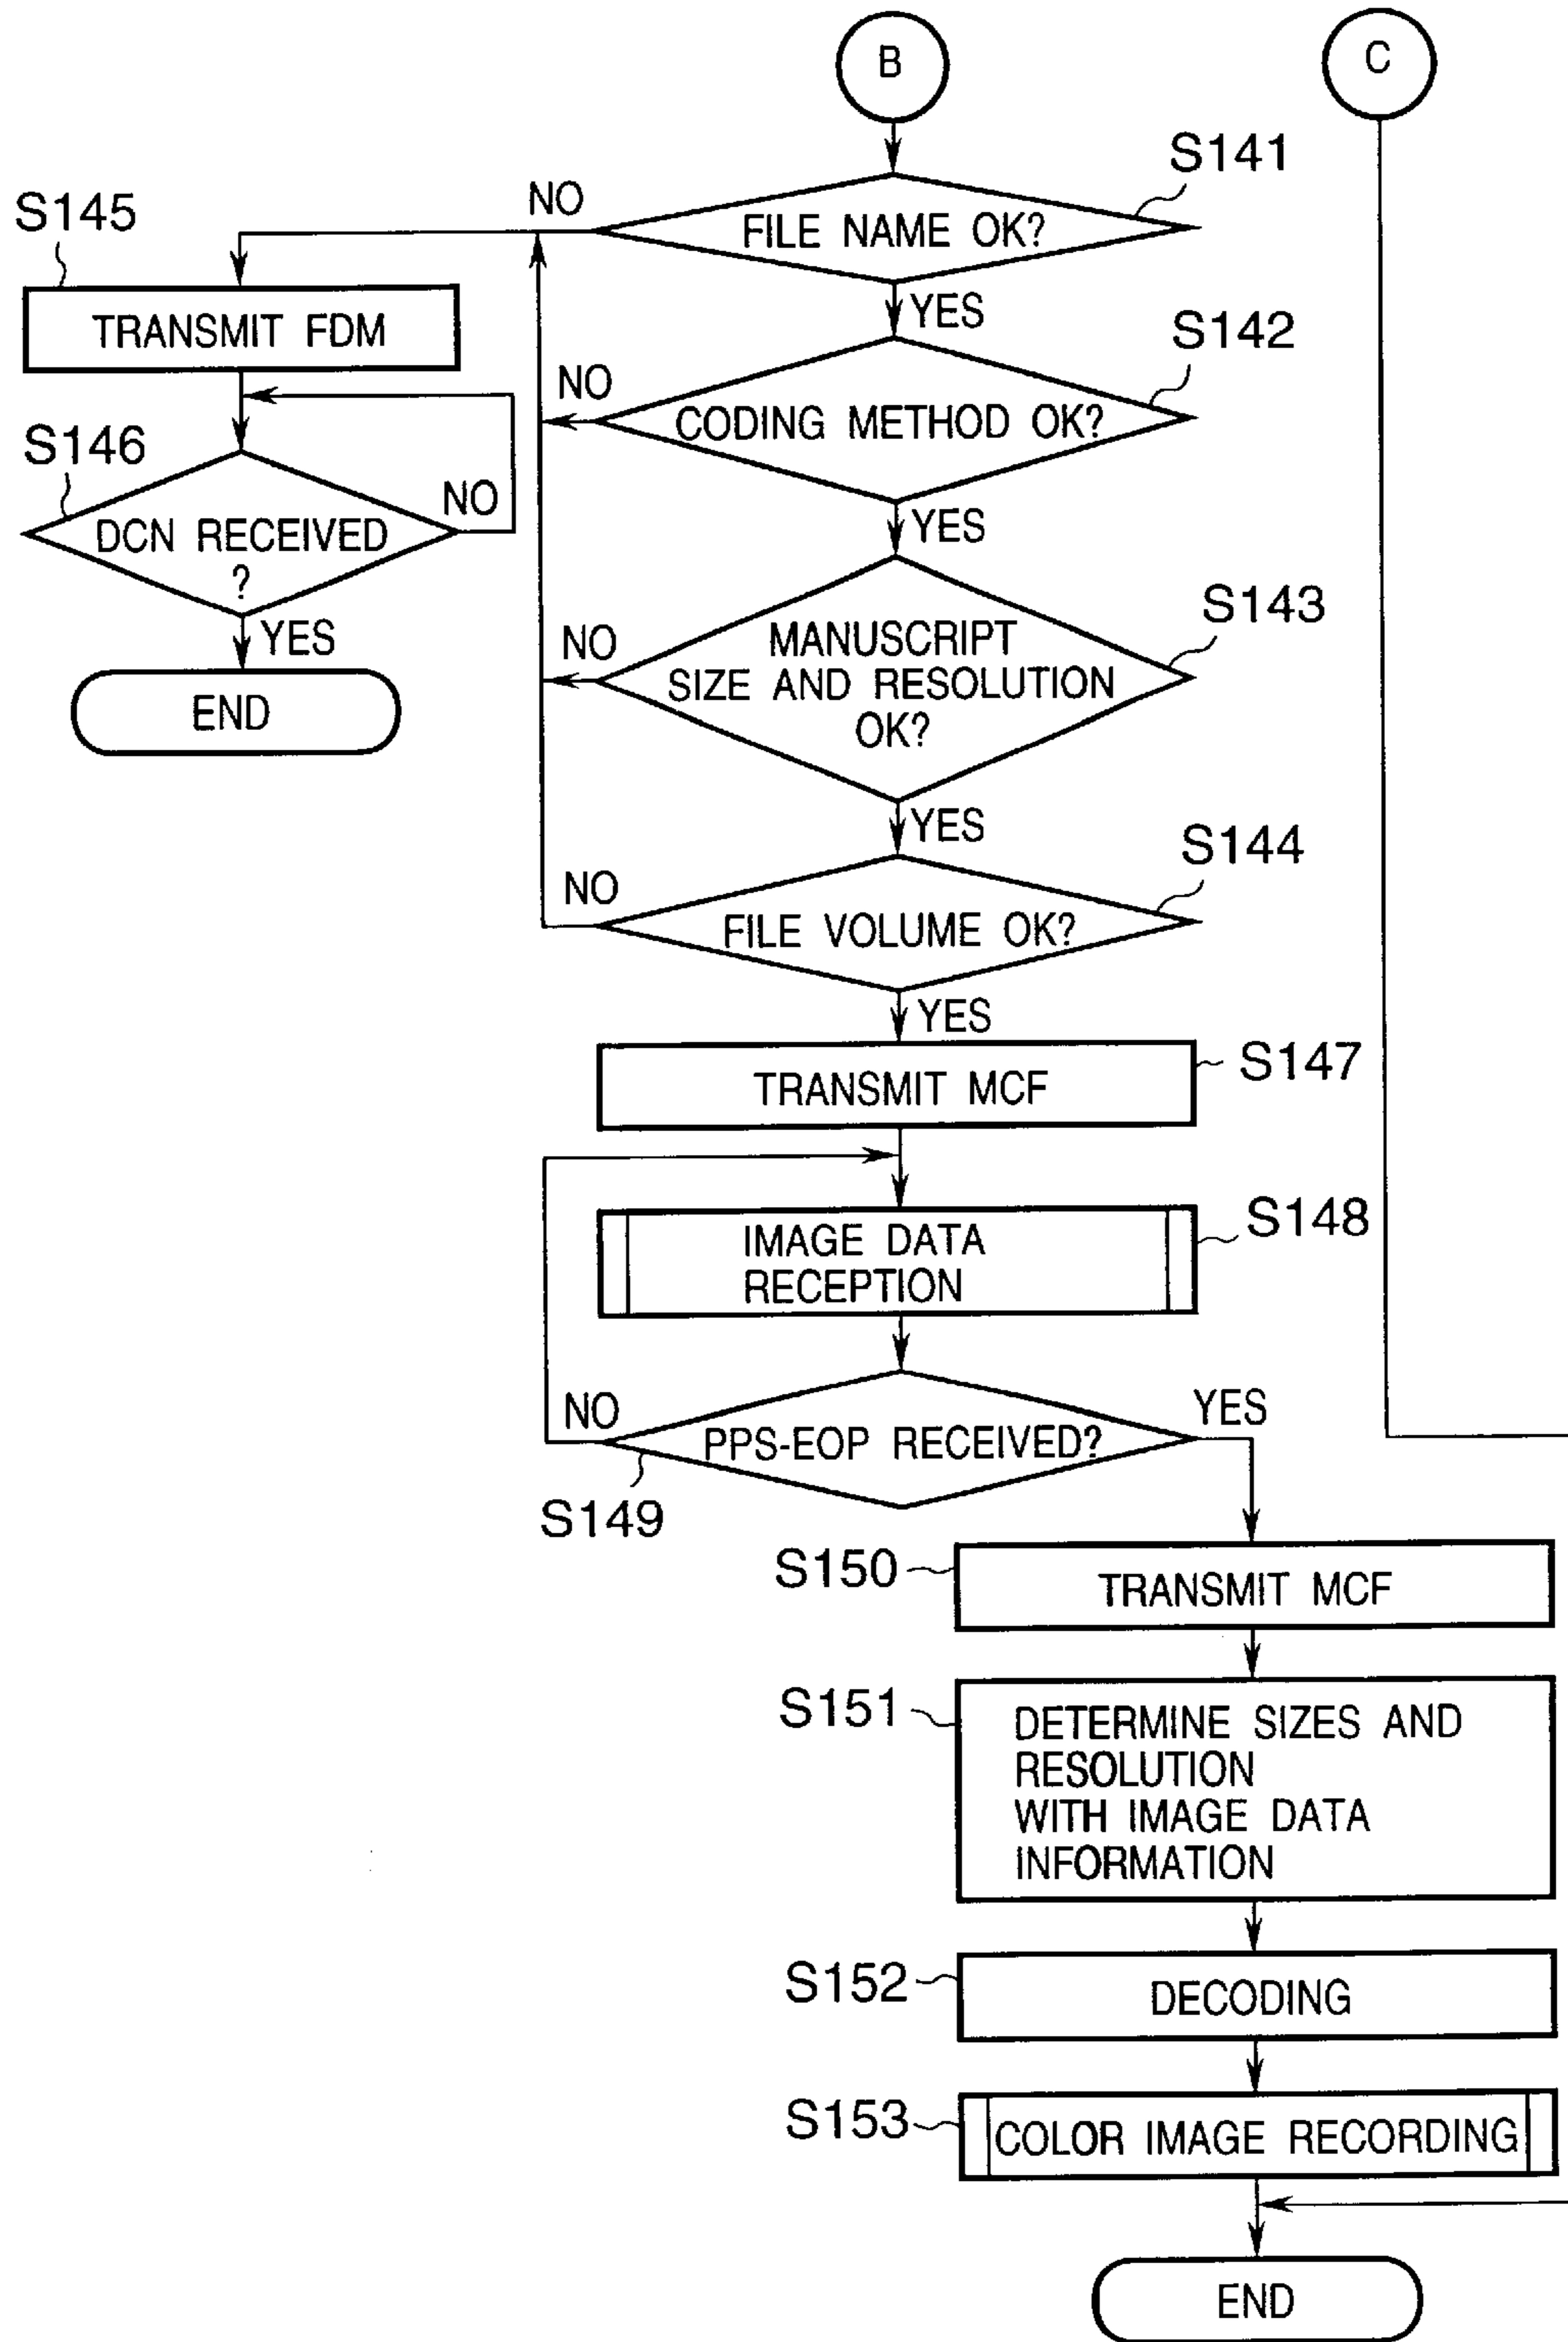 B
C
S141
FILE NAME OK?
NO
YES
S145
TRANSMIT FDM
S142
CODING METHOD OK?
NO
YES
S146
DCN RECEIVED
?
NO
YES
END
S143
MANUSCRIPT
SIZE AND RESOLUTION
OK?
NO
YES
S144
FILE VOLUME OK?
NO
YES
TRANSMIT MCF
S147
IMAGE DATA
RECEPTION
S148
PPS-EOP RECEIVED?
NO
YES
S149
S150
TRANSMIT MCF
S151
DETERMINE SIZES AND
RESOLUTION
WITH IMAGE DATA
INFORMATION
S152
DECODING
S153
COLOR IMAGE RECORDING
END